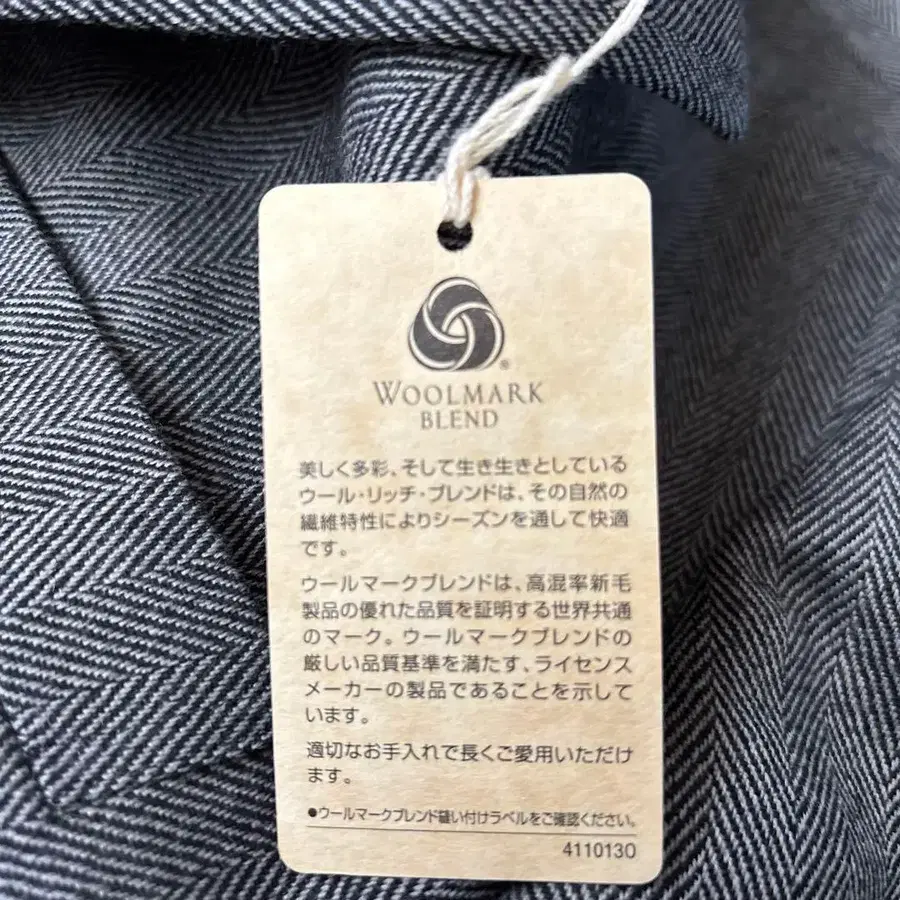 WOOLMARK
BLEND
美しく多彩、そして生き生きとしている
ウール・リッチ・ブレンドは、その自然の
繊維特性によりシーズンを通して快適
です。
ウールマークブレンドは、高混率新毛
製品の優れた品質を証明する世界共通
のマーク。ウールマークブレンドの
厳しい品質基準を満たす、ライセンス
メーカーの製品であることを示して
います。
適切なお手入れで長くご愛用いただけ
ます。
●ウールマークブレンド縫い付けラベルをご確認ください。
4110130